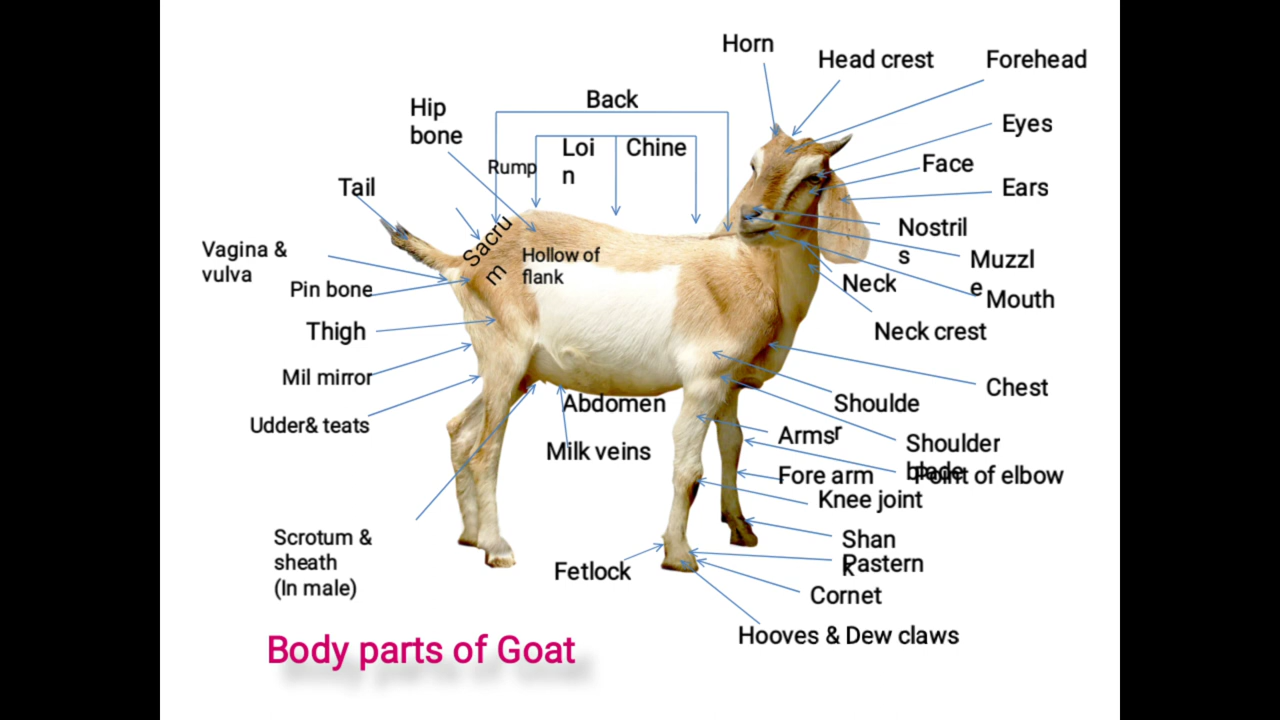 Horn
Head crest
Forehead
Back
Hip
bone
Eyes
Loi
n
Chine
Rump
Face
Tail
Ears
Sacru
m
Nostril
s
Vagina &
vulva
Hollow of
flank
Muzzl
e
Pin bone
Neck
Mouth
Thigh
Neck crest
Mil mirror
Chest
Abdomen
Shoulde
r
Udder& teats
Arms
Shoulder
blade
Milk veins
Fore arm
Point of elbow
Knee joint
Scrotum &
sheath
(In male)
Shan
k
Pastern
Fetlock
Cornet
Hooves & Dew claws
Body parts of Goat